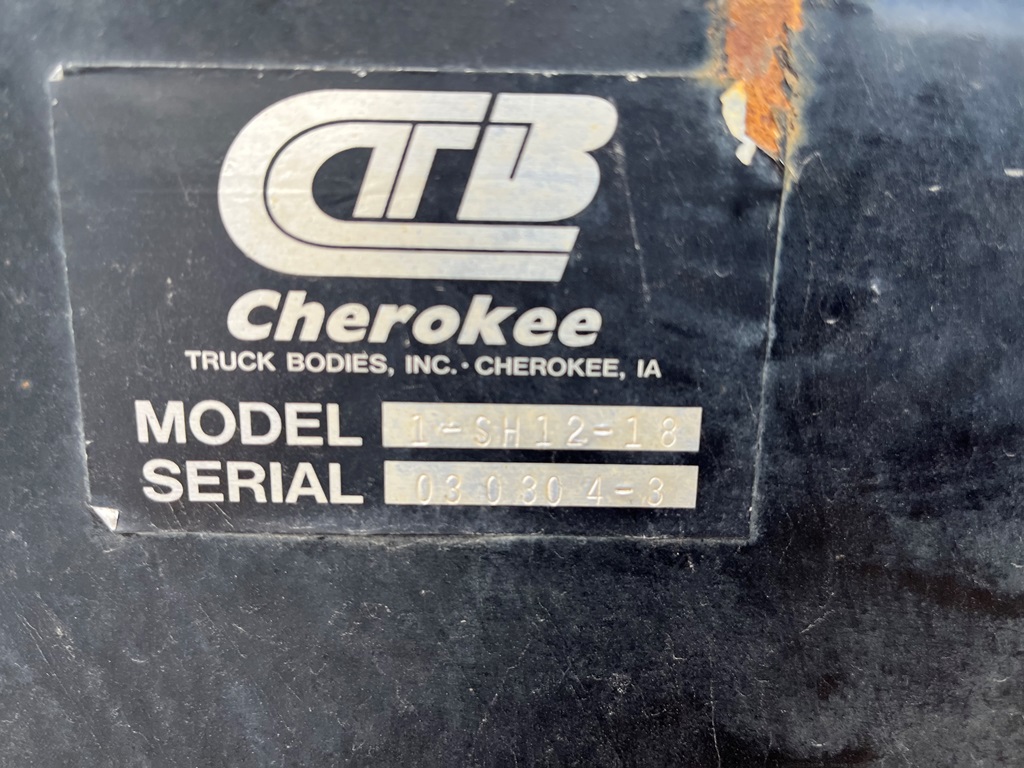 CTB
Cherokee
TRUCK BODIES, INC. · CHEROKEE, IA
MODEL 1-SH12-18
SERIAL 030304-3